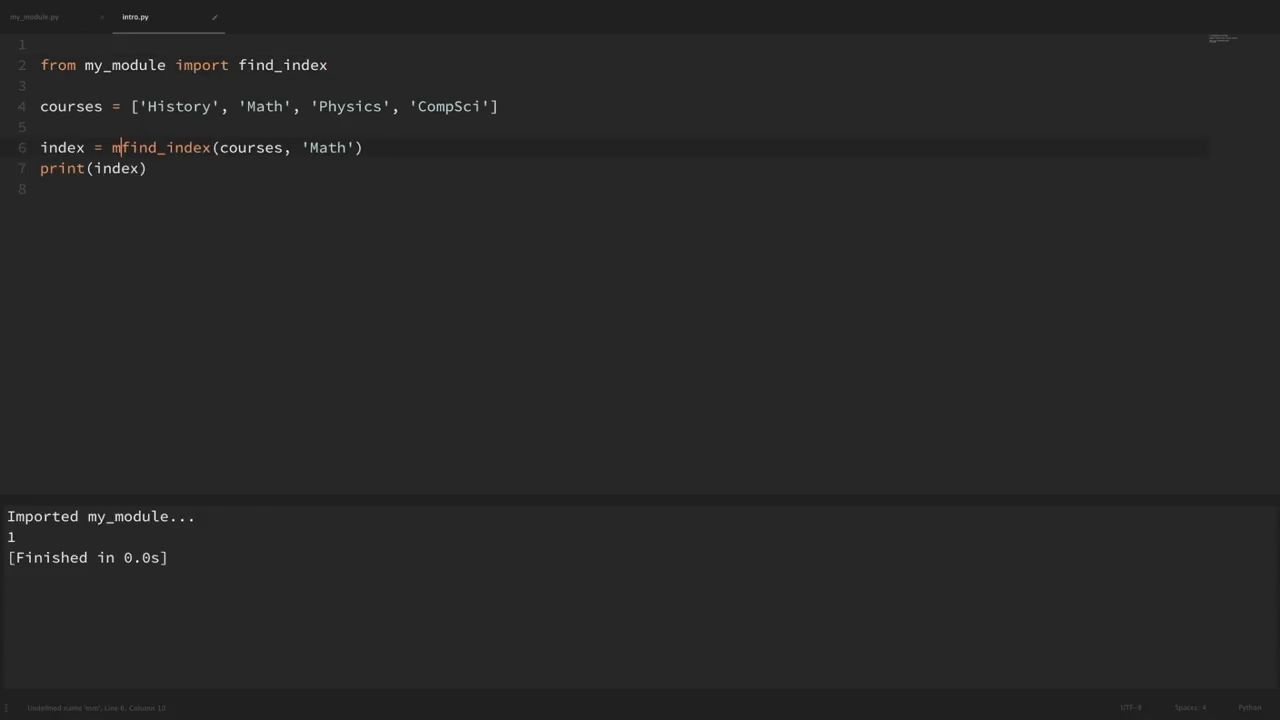 my_module.py × intro.py
1
2 from my_module import find_index
3
4 courses = ['History', 'Math', 'Physics', 'CompSci']
5
6 index = mfind_index(courses, 'Math')
7 print(index)
8
Imported my_module...
1
[Finished in 0.0s]
Undefined name 'mm', Line 6, Column 12 UTF-8 Spaces: 4 Python